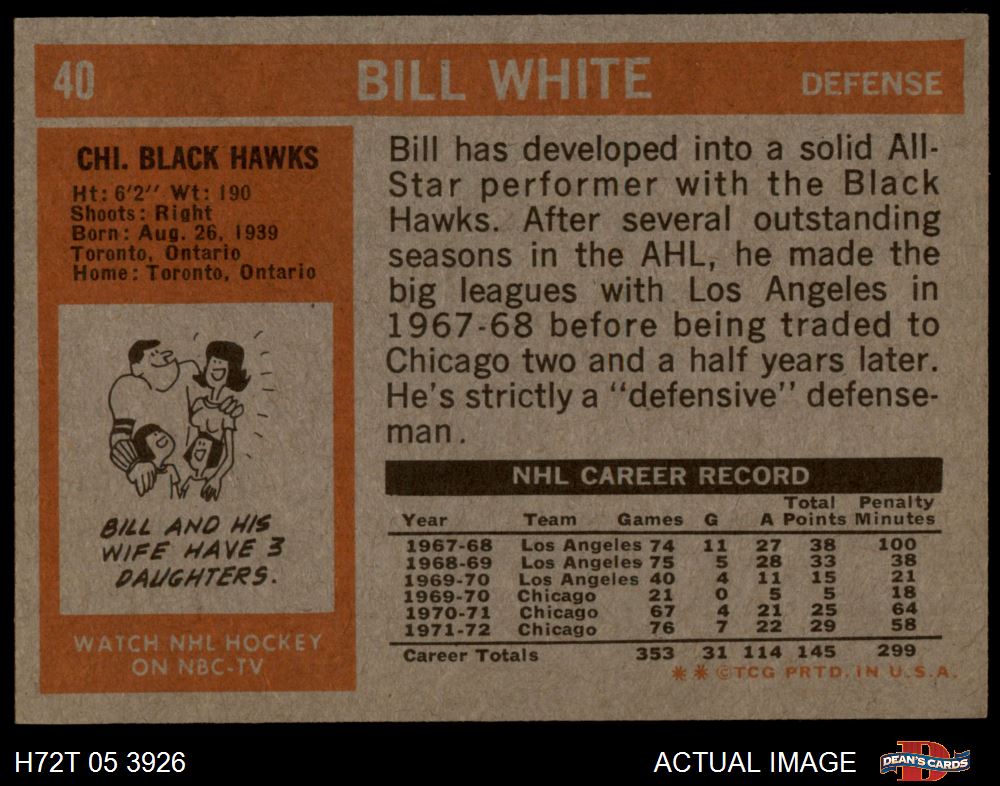 40 BILL WHITE DEFENSE
CHI. BLACK HAWKS
Ht: 6'2" Wt: 190
Shoots: Right
Born: Aug. 26, 1939
Toronto, Ontario
Home: Toronto, Ontario
BILL AND HIS
WIFE HAVE 3
DAUGHTERS.
WATCH NHL HOCKEY
ON NBC-TV
Bill has developed into a solid All-
Star performer with the Black
Hawks. After several outstanding
seasons in the AHL, he made the
big leagues with Los Angeles in
1967-68 before being traded to
Chicago two and a half years later.
He's strictly a "defensive" defense-
man.
NHL CAREER RECORD
Total Penalty
Year Team Games G A Points Minutes
1967-68 Los Angeles 74 11 27 38 100
1968-69 Los Angeles 75 5 28 33 38
1969-70 Los Angeles 40 4 11 15 21
1969-70 Chicago 21 0 5 5 18
1970-71 Chicago 67 4 21 25 64
1971-72 Chicago 76 7 22 29 58
Career Totals 353 31 114 145 299
* * ©TCG PRTD. IN U.S.A.
H72T 05 3926 ACTUAL IMAGE DEAN'S CARDS